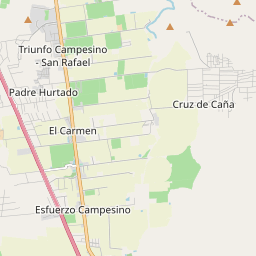 Triunfo Campesino
- San Rafael
Padre Hurtado
Cruz de Caña
El Carmen
Esfuerzo Campesino